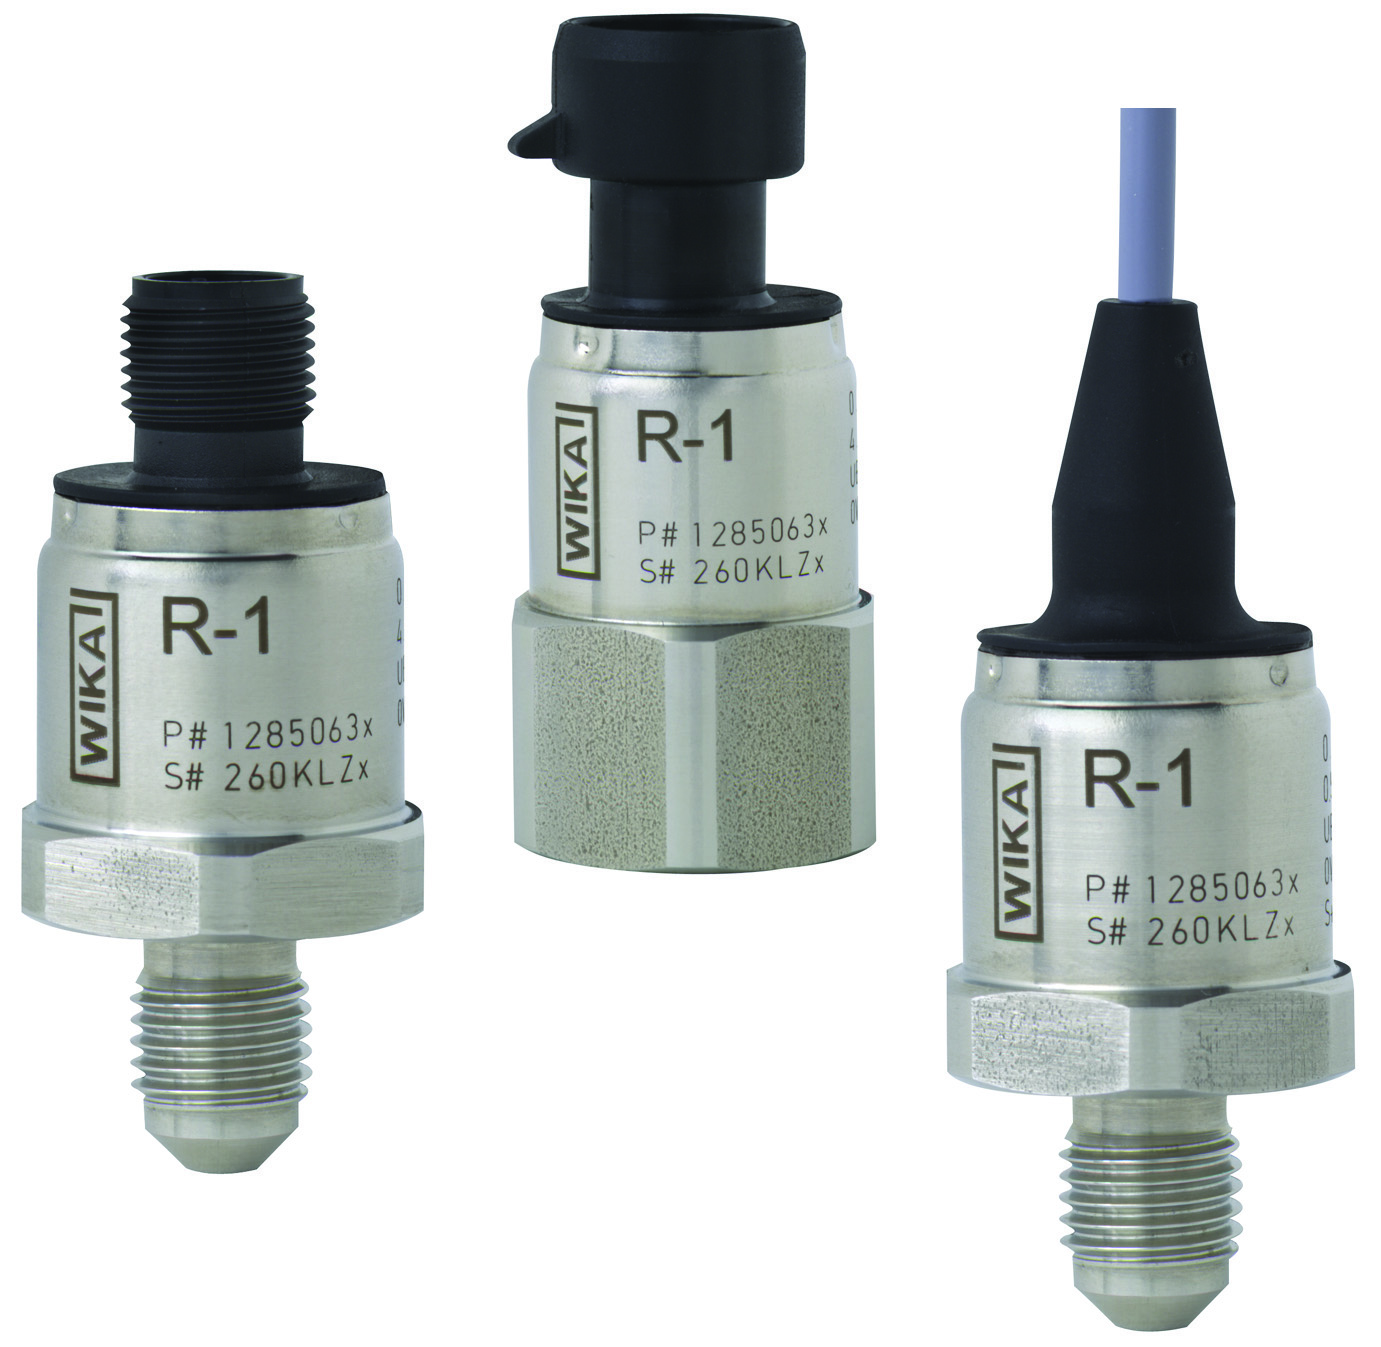 WIKA
R-1
P# 1285063x
S# 260KLZx
WIKA
R-1
P# 1285063x
S# 260KLZx
WIKA
R-1
P# 1285063x
S# 260KLZx